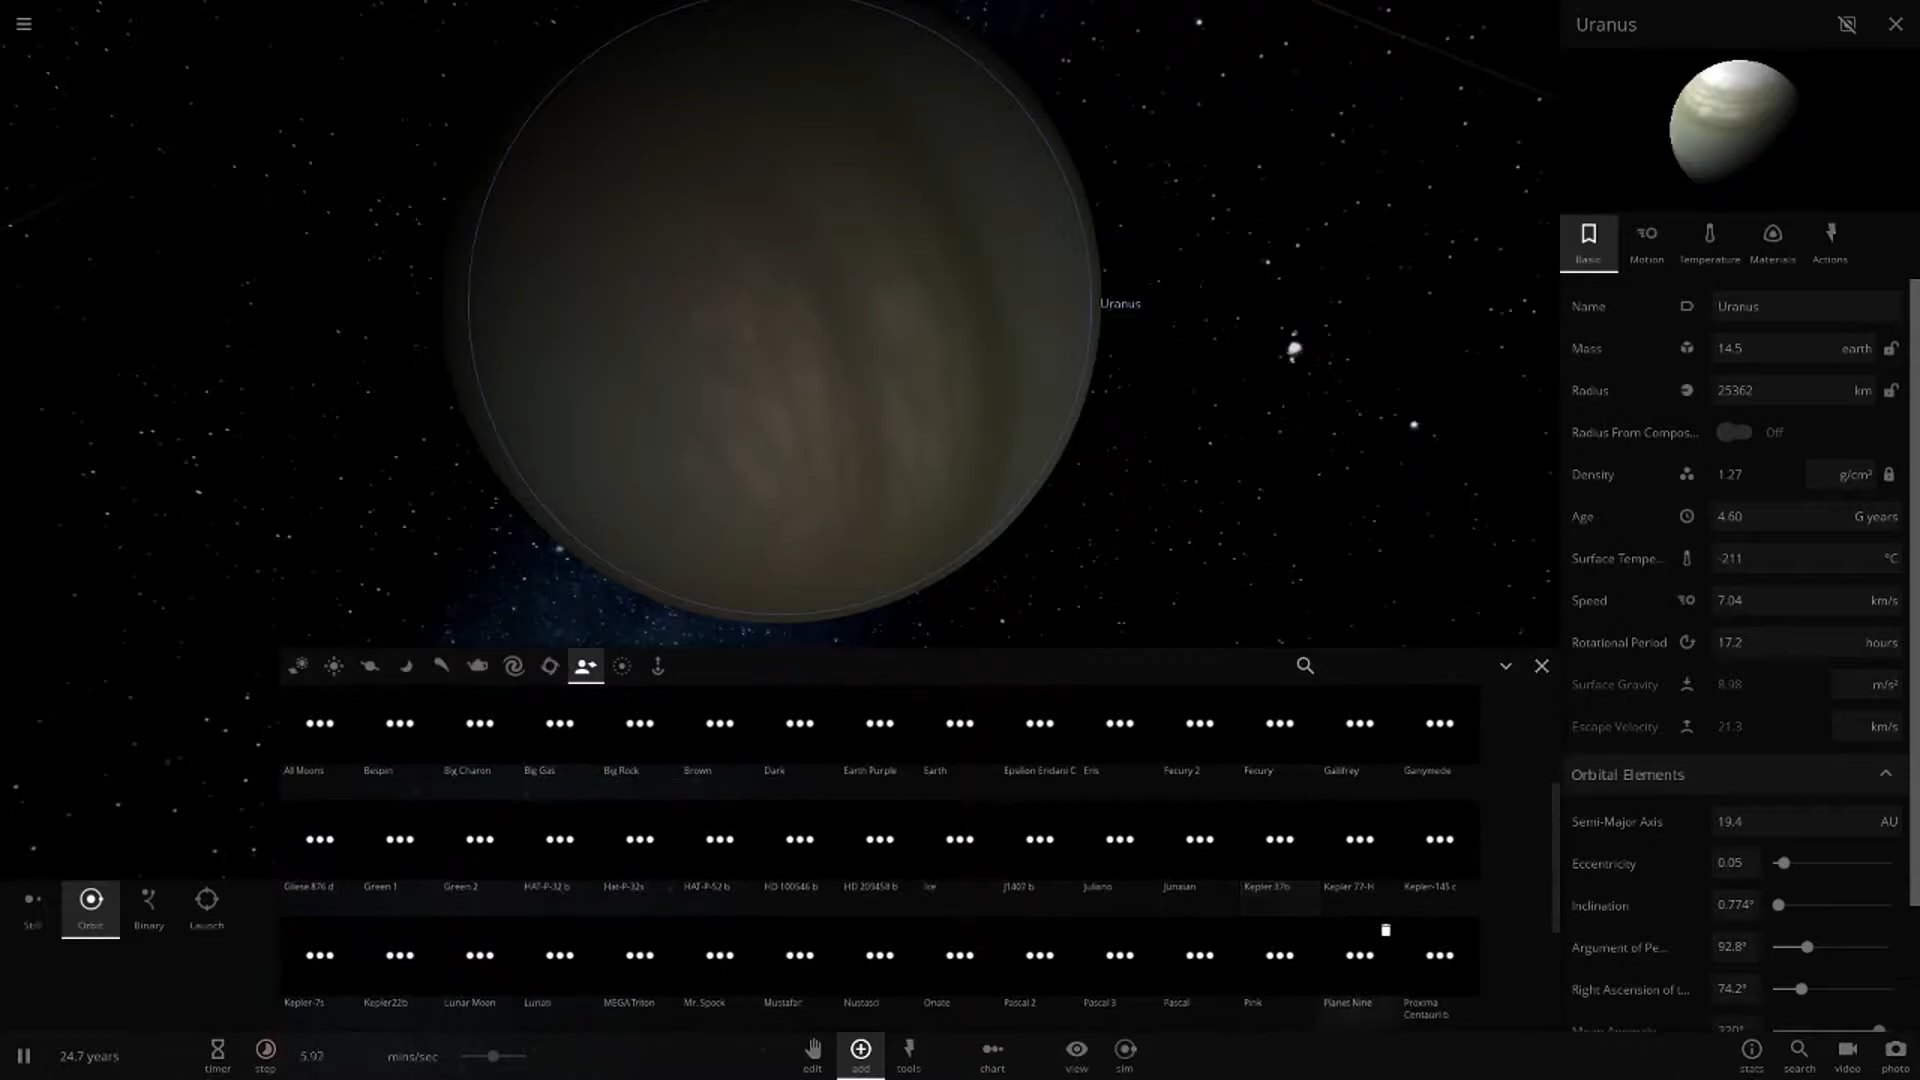 Uranus
Uranus
Basic
Motion
Temperature
Materials
Actions
Name Uranus
Mass 14.5 earth
Radius 25362 km
Radius From Compos... Off
Density 1.27 g/cm³
Age 4.60 G years
Surface Tempe... -211 °C
Speed 7.04 km/s
Rotational Period 17.2 hours
Surface Gravity 8.98 m/s²
Escape Velocity 21.3 km/s
Orbital Elements
Semi-Major Axis 19.4 AU
Eccentricity 0.05
Inclination 0.774°
Argument of Pe... 92.8°
Right Ascension of t... 74.2°
All Moons Bespin Big Charon Big Gas Big Rock Brown Dark Earth Purple Earth Epsilon Eridani C Eris Fecury 2 Fecury Gallifrey Ganymede
Gliese 876 d Green 1 Green 2 HAT-P-32 b Hat-P-32s HAT-P-52 b HD 100546 b HD 209458 b Ice J1407 b Juliano Junxian Kepler 37b Kepler 77-H Kepler-145 c
Kepler-7s Kepler22b Lunar Moon Lunati MEGA Triton Mr. Spock Mustafar Nustasci Onate Pascal 2 Pascal 3 Pascal Pink Planet Nine Proxima
Centauri b
Still Orbit Binary Launch
24.7 years
timer
step
5.92 mins/sec
edit
add
tools
chart
view
sim
stats
search
video
photo